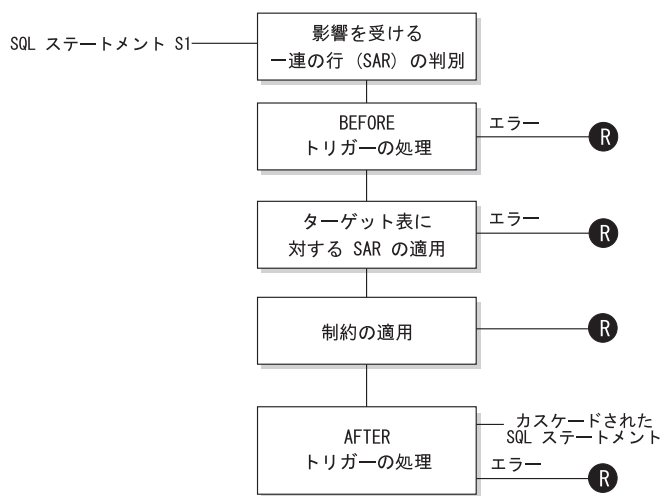 影響を受ける
SQL ステートメント S1
一連の行 (SAR) の判別
BEFORE
トリガーの処理
エラー
R
ターゲット表に
対する SAR の適用
エラー
R
制約の適用
R
AFTER
トリガーの処理
カスケードされた
SQL ステートメント
エラー
R